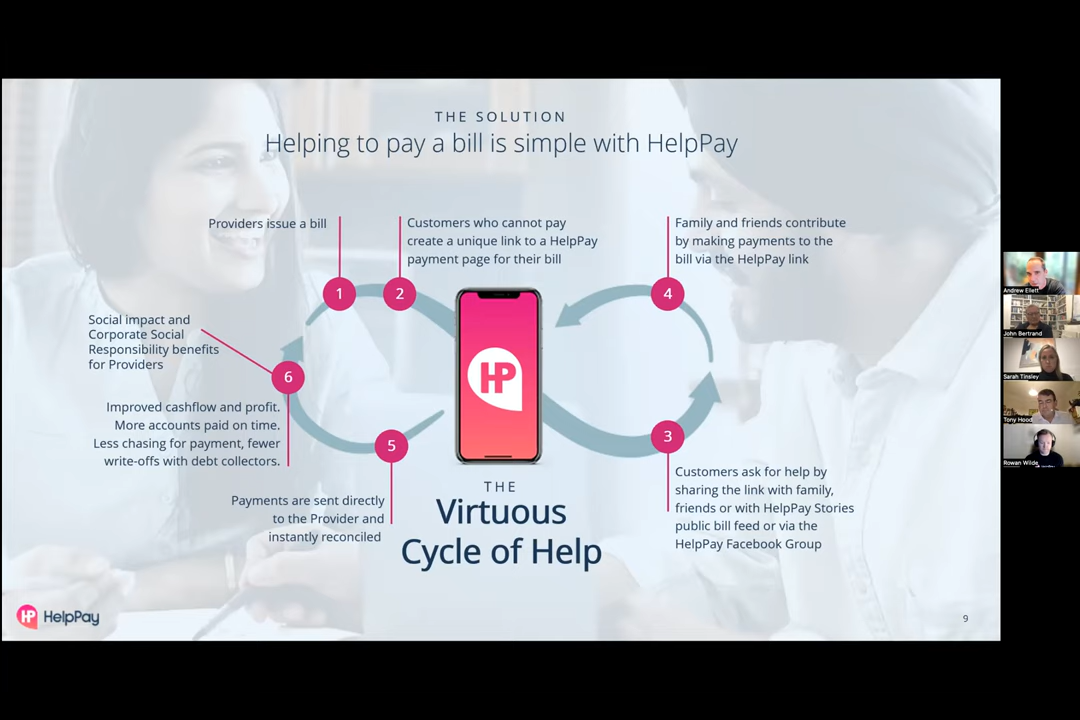 THE SOLUTION
Helping to pay a bill is simple with HelpPay
Providers issue a bill
1
2
Customers who cannot pay
create a unique link to a HelpPay
payment page for their bill
Family and friends contribute
by making payments to the
bill via the HelpPay link
4
HP
3
Customers ask for help by
sharing the link with family,
friends or with HelpPay Stories
public bill feed or via the
HelpPay Facebook Group
5
Payments are sent directly
to the Provider and
instantly reconciled
6
Social impact and
Corporate Social
Responsibility benefits
for Providers
Improved cashflow and profit.
More accounts paid on time.
Less chasing for payment, fewer
write-offs with debt collectors.
THE
Virtuous
Cycle of Help
HP HelpPay
9
Andrew Ellett
John Bertrand
Sarah Tinsley
Tony Hood
Rowan Wilde